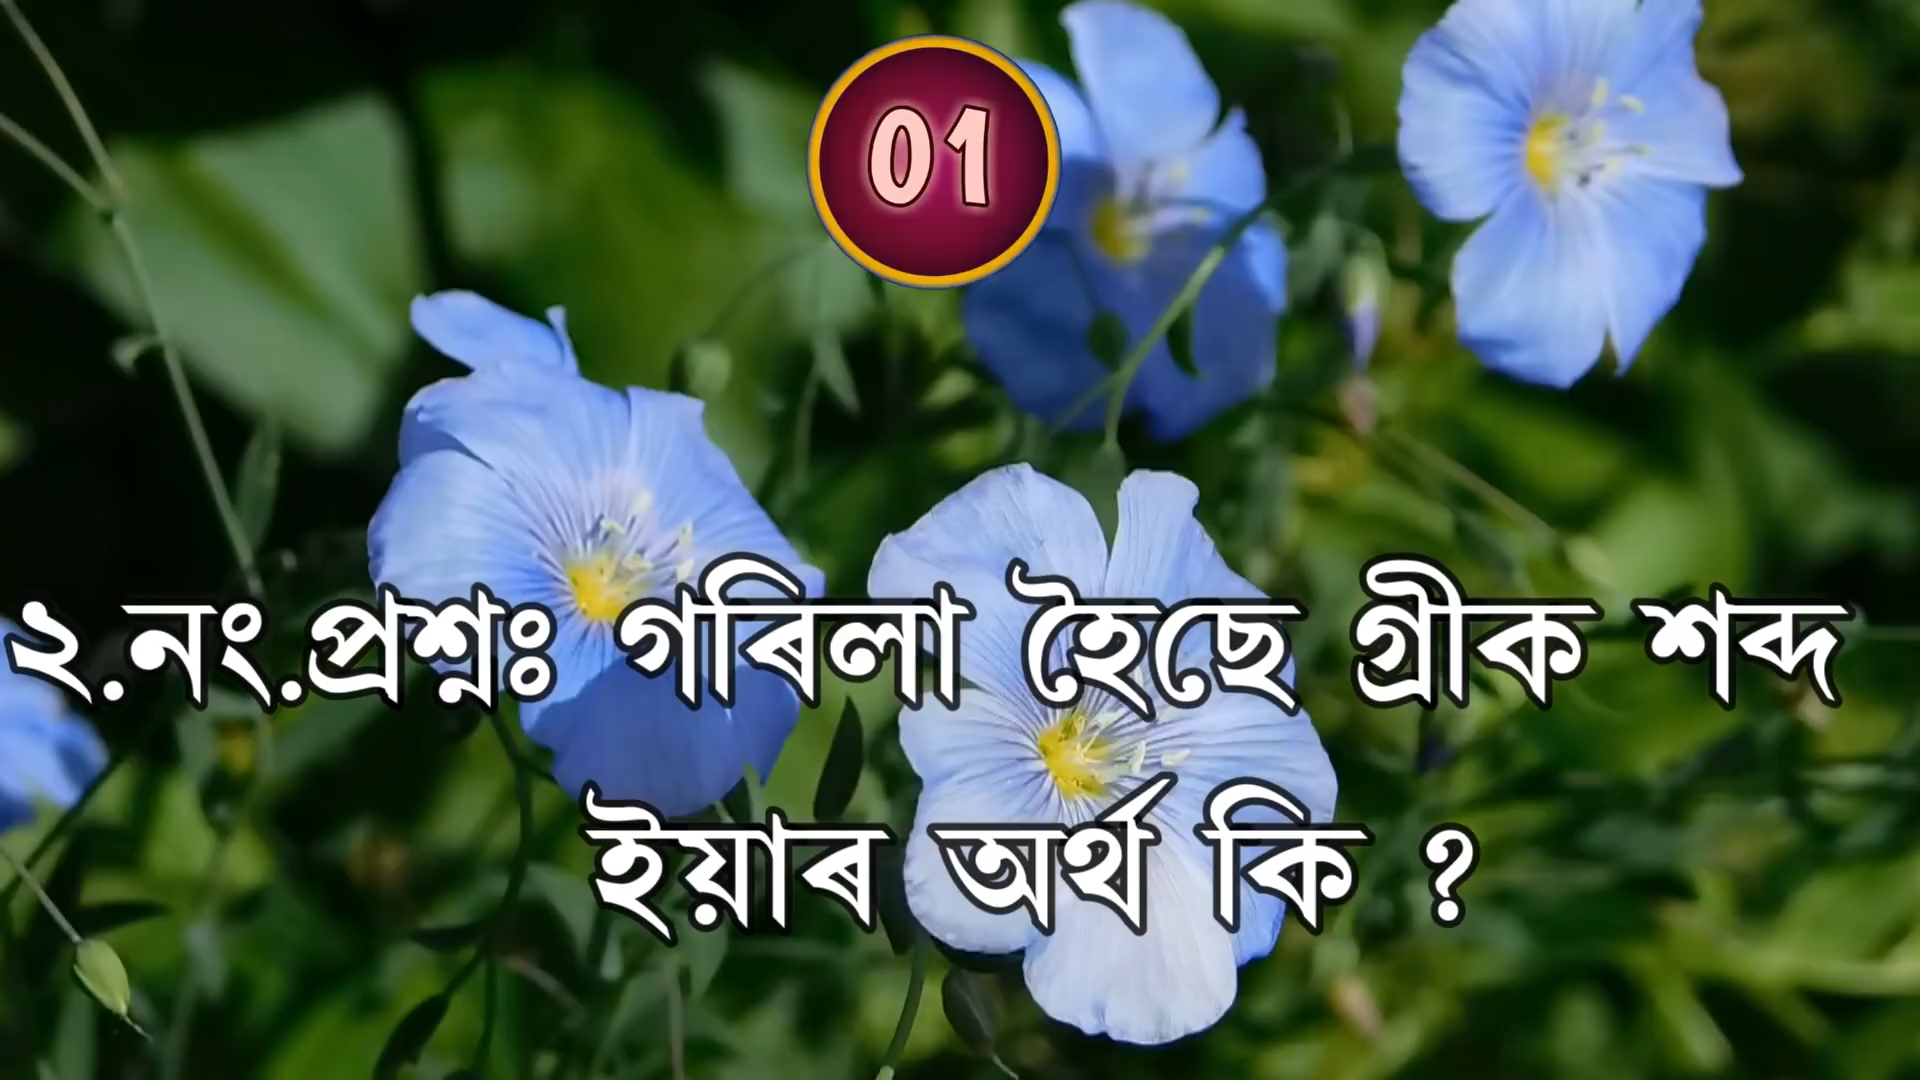 01
২.নং.প্ৰশ্নঃ গৰিলা হৈছে গ্ৰীক শব্দ
ইয়াৰ অৰ্থ কি ?